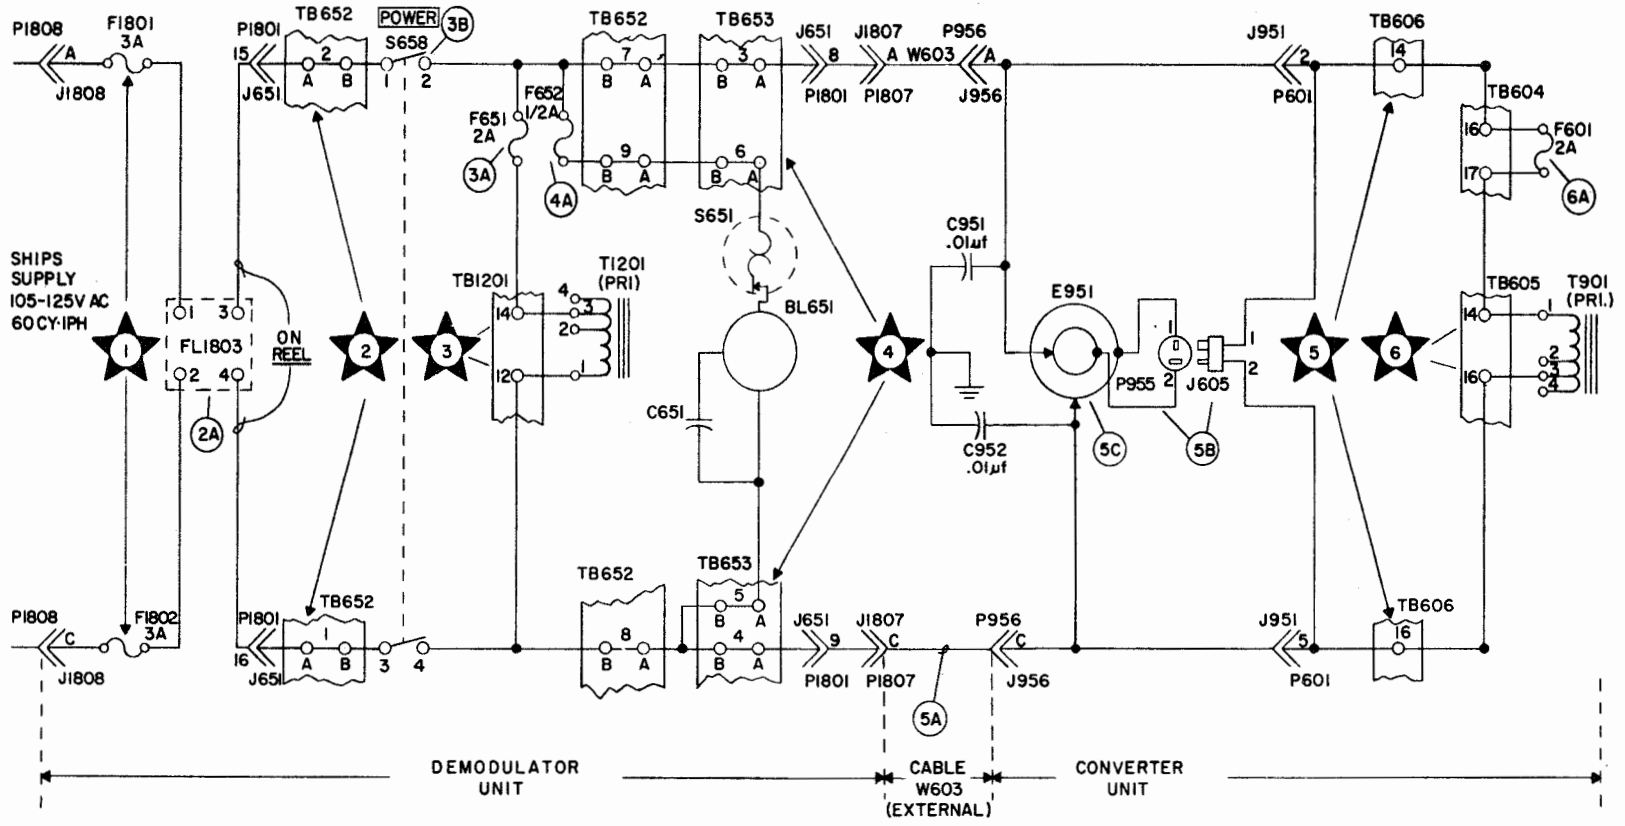 P1808
A
J1808
F1801
3A
P1801
15
J651
TB652
2
A B
POWER
3B
S658
1 2
F651
2A
3A
F652
1/2A
4A
TB652
7
B A
9
B A
TB653
3
B A
6
B A
J651
8
P1801
J1807
A
P1807
W603
P956
A
J956
J951
2
P601
TB606
14
TB604
16
17
F601
2A
6A
SHIPS
SUPPLY
105-125V AC
60 CY·1PH
1
1 3
FL1803
2 4
2A
ON
REEL
2
3
TB1201
14
12
T1201
(PRI)
4
3
2
1
S651
BL651
C651
4
C951
.01µf
C952
.01µf
E951
5C
1
P955
2
J605
1
2
5B
5
6
TB605
14
16
T901
(PRI.)
1
2
3
4
P1808
C
J1808
F1802
3A
P1801
16
J651
TB652
1
A B
3 4
TB652
8
B A
TB653
5
B A
4
B A
J651
9
P1801
J1807
C
P1807
5A
P956
C
J956
J951
5
P601
TB606
16
DEMODULATOR
UNIT
CABLE
W603
(EXTERNAL)
CONVERTER
UNIT